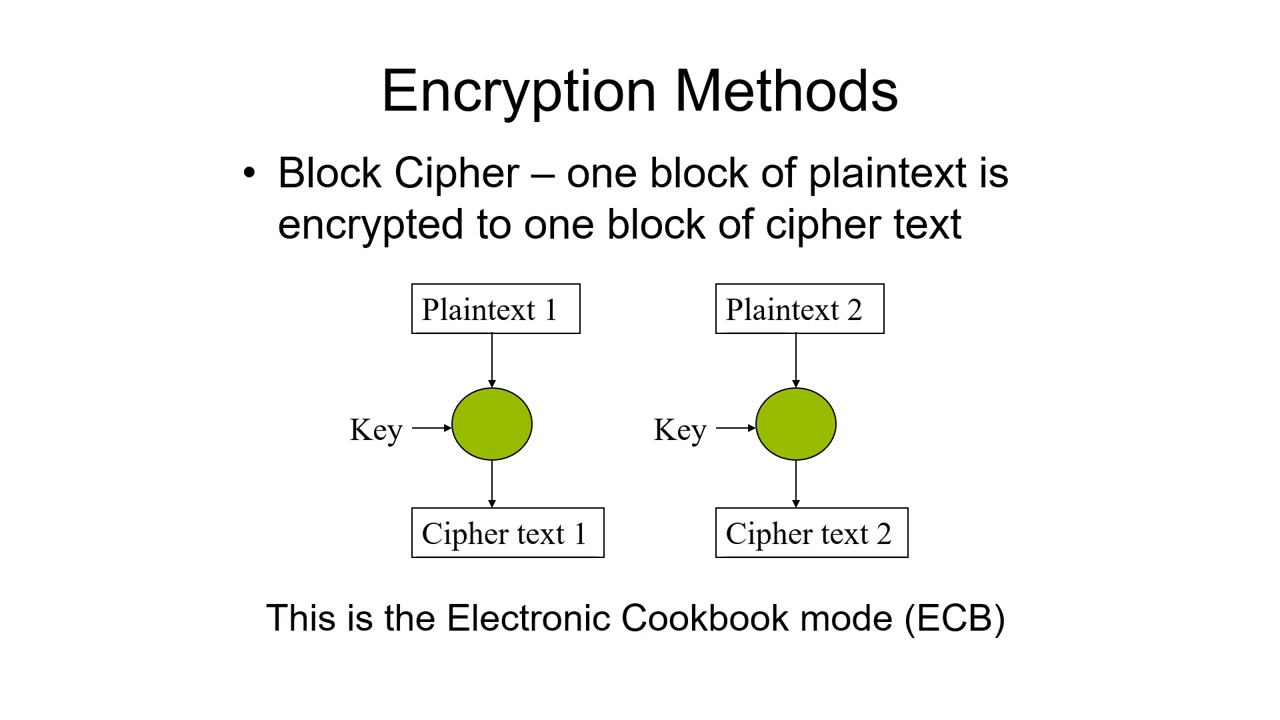 Encryption Methods
• Block Cipher – one block of plaintext is
encrypted to one block of cipher text
Plaintext 1
Plaintext 2
Key
Key
Cipher text 1
Cipher text 2
This is the Electronic Cookbook mode (ECB)